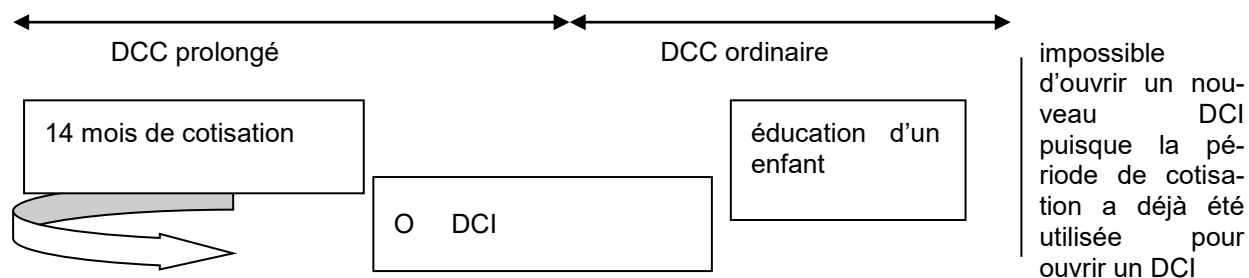 DCC prolongé
DCC ordinaire
14 mois de cotisation
O DCI
éducation d'un
enfant
impossible
d'ouvrir un nou-
veau DCI
puisque la pé-
riode de cotisa-
tion a déjà été
utilisée pour
ouvrir un DCI